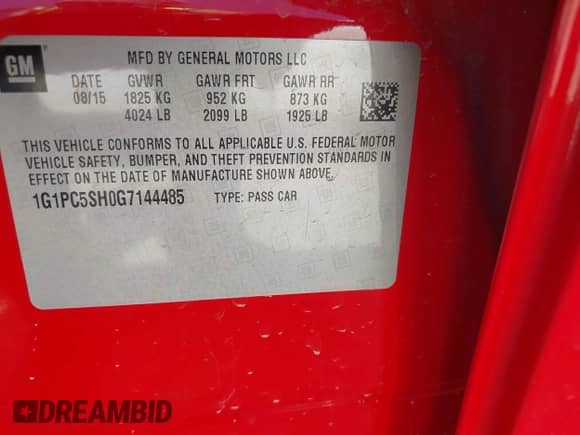 GM
MFD BY GENERAL MOTORS LLC
DATE GVWR GAWR FRT GAWR RR
08/15 1825 KG 952 KG 873 KG
4024 LB 2099 LB 1925 LB
THIS VEHICLE CONFORMS TO ALL APPLICABLE U.S. FEDERAL MOTOR
VEHICLE SAFETY, BUMPER, AND THEFT PREVENTION STANDARDS IN
EFFECT ON THE DATE OF MANUFACTURE SHOWN ABOVE.
1G1PC5SH0G7144485 TYPE: PASS CAR
DREAMBID